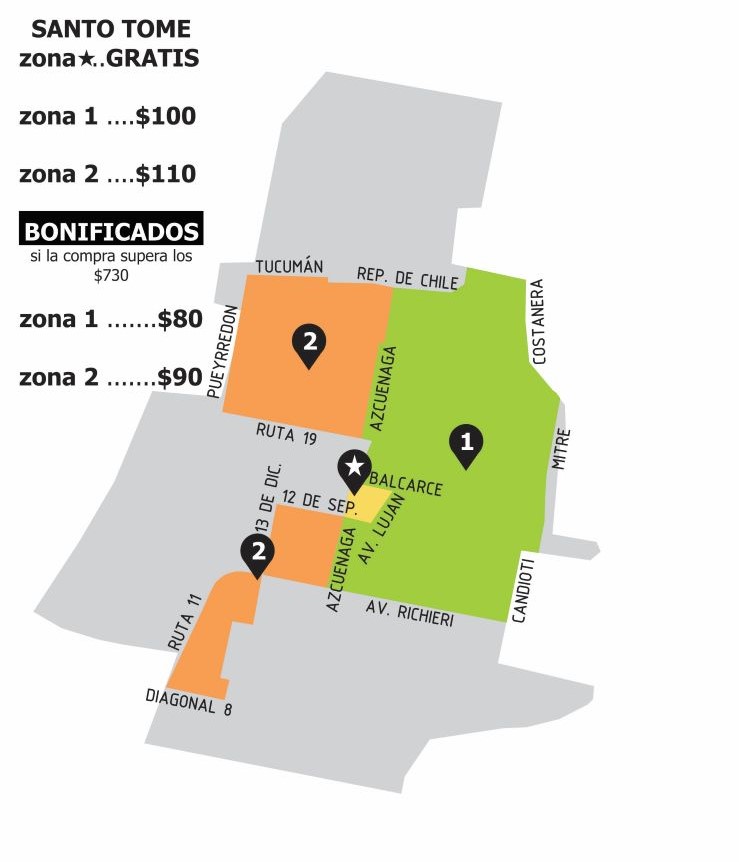 SANTO TOME
zona★..GRATIS
zona 1 ....$100
zona 2 ....$110
BONIFICADOS
si la compra supera los
$730
zona 1 .......$80
zona 2 .......$90
TUCUMÁN
REP. DE CHILE
COSTANERA
PUEYRREDON
2
AZCUENAGA
RUTA 19
1
MITRE
★
BALCARCE
13 DE DIC.
12 DE SEP.
AV. LUJAN
2
AZCUENAGA
CANDIOTI
AV. RICHIERI
RUTA 11
DIAGONAL 8